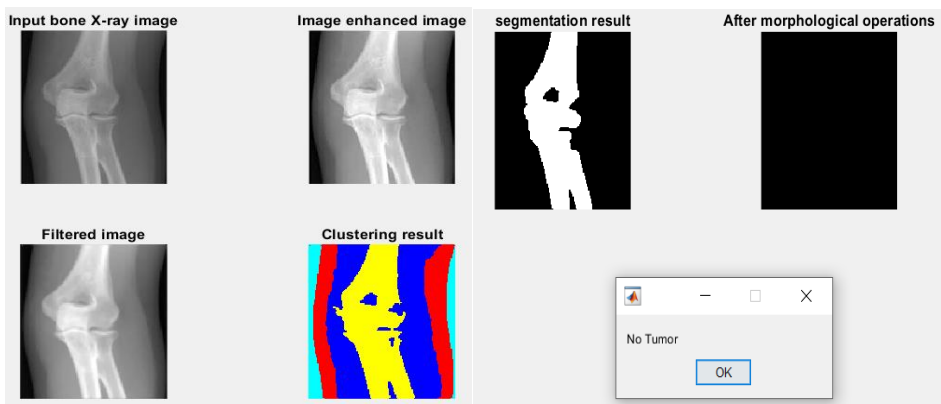 Input bone X-ray image
Image enhanced image
segmentation result
After morphological operations
Filtered image
Clustering result
No Tumor
OK